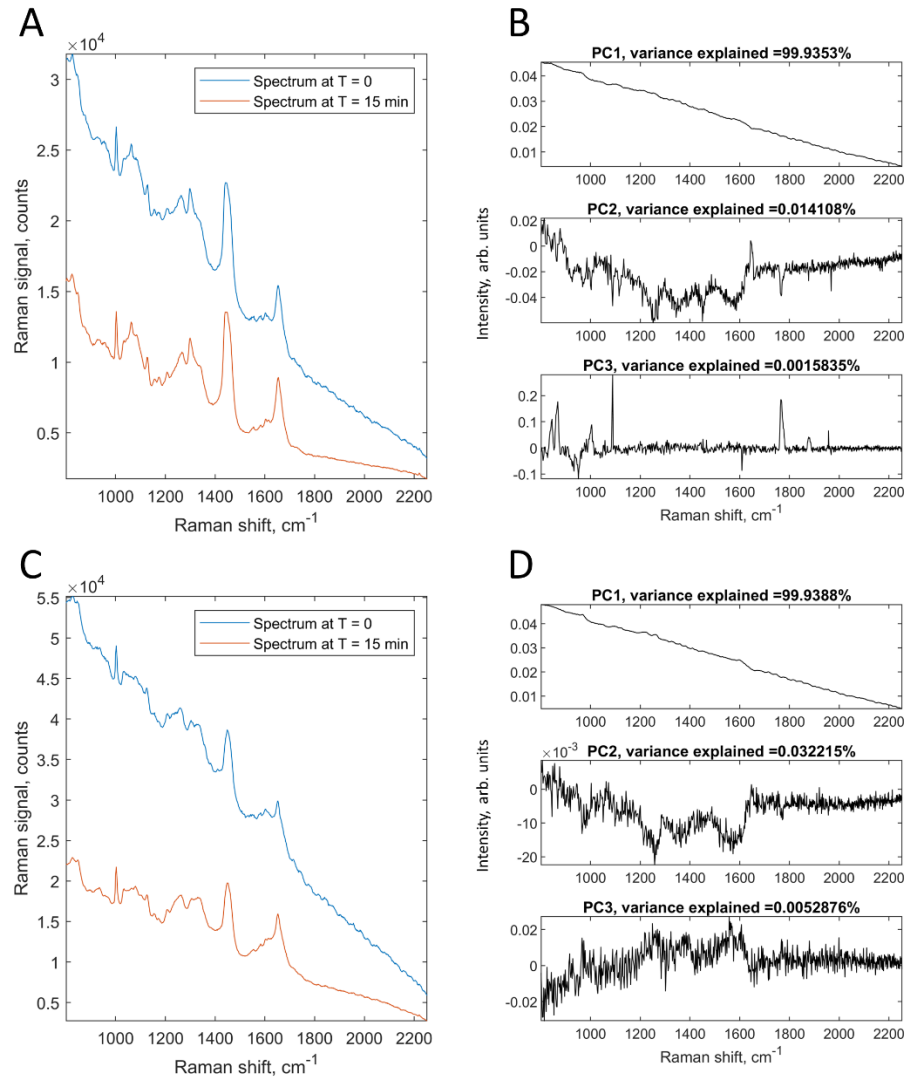 A
×10⁴
3
2.5
2
1.5
1
0.5
Raman signal, counts
Spectrum at T = 0
Spectrum at T = 15 min
1000 1200 1400 1600 1800 2000 2200
Raman shift, cm⁻¹
B
PC1, variance explained =99.9353%
0.04
0.03
0.02
0.01
1000 1200 1400 1600 1800 2000 2200
PC2, variance explained =0.014108%
0.02
0
-0.02
-0.04
Intensity, arb. units
1000 1200 1400 1600 1800 2000 2200
PC3, variance explained =0.0015835%
0.2
0.1
0
-0.1
1000 1200 1400 1600 1800 2000 2200
Raman shift, cm⁻¹
C
×10⁴
5.5
5
4.5
4
3.5
3
2.5
2
1.5
1
0.5
Raman signal, counts
Spectrum at T = 0
Spectrum at T = 15 min
1000 1200 1400 1600 1800 2000 2200
Raman shift, cm⁻¹
D
PC1, variance explained =99.9388%
0.04
0.03
0.02
0.01
1000 1200 1400 1600 1800 2000 2200
×10⁻³
PC2, variance explained =0.032215%
0
-10
-20
Intensity, arb. units
1000 1200 1400 1600 1800 2000 2200
PC3, variance explained =0.0052876%
0.02
0
-0.02
1000 1200 1400 1600 1800 2000 2200
Raman shift, cm⁻¹